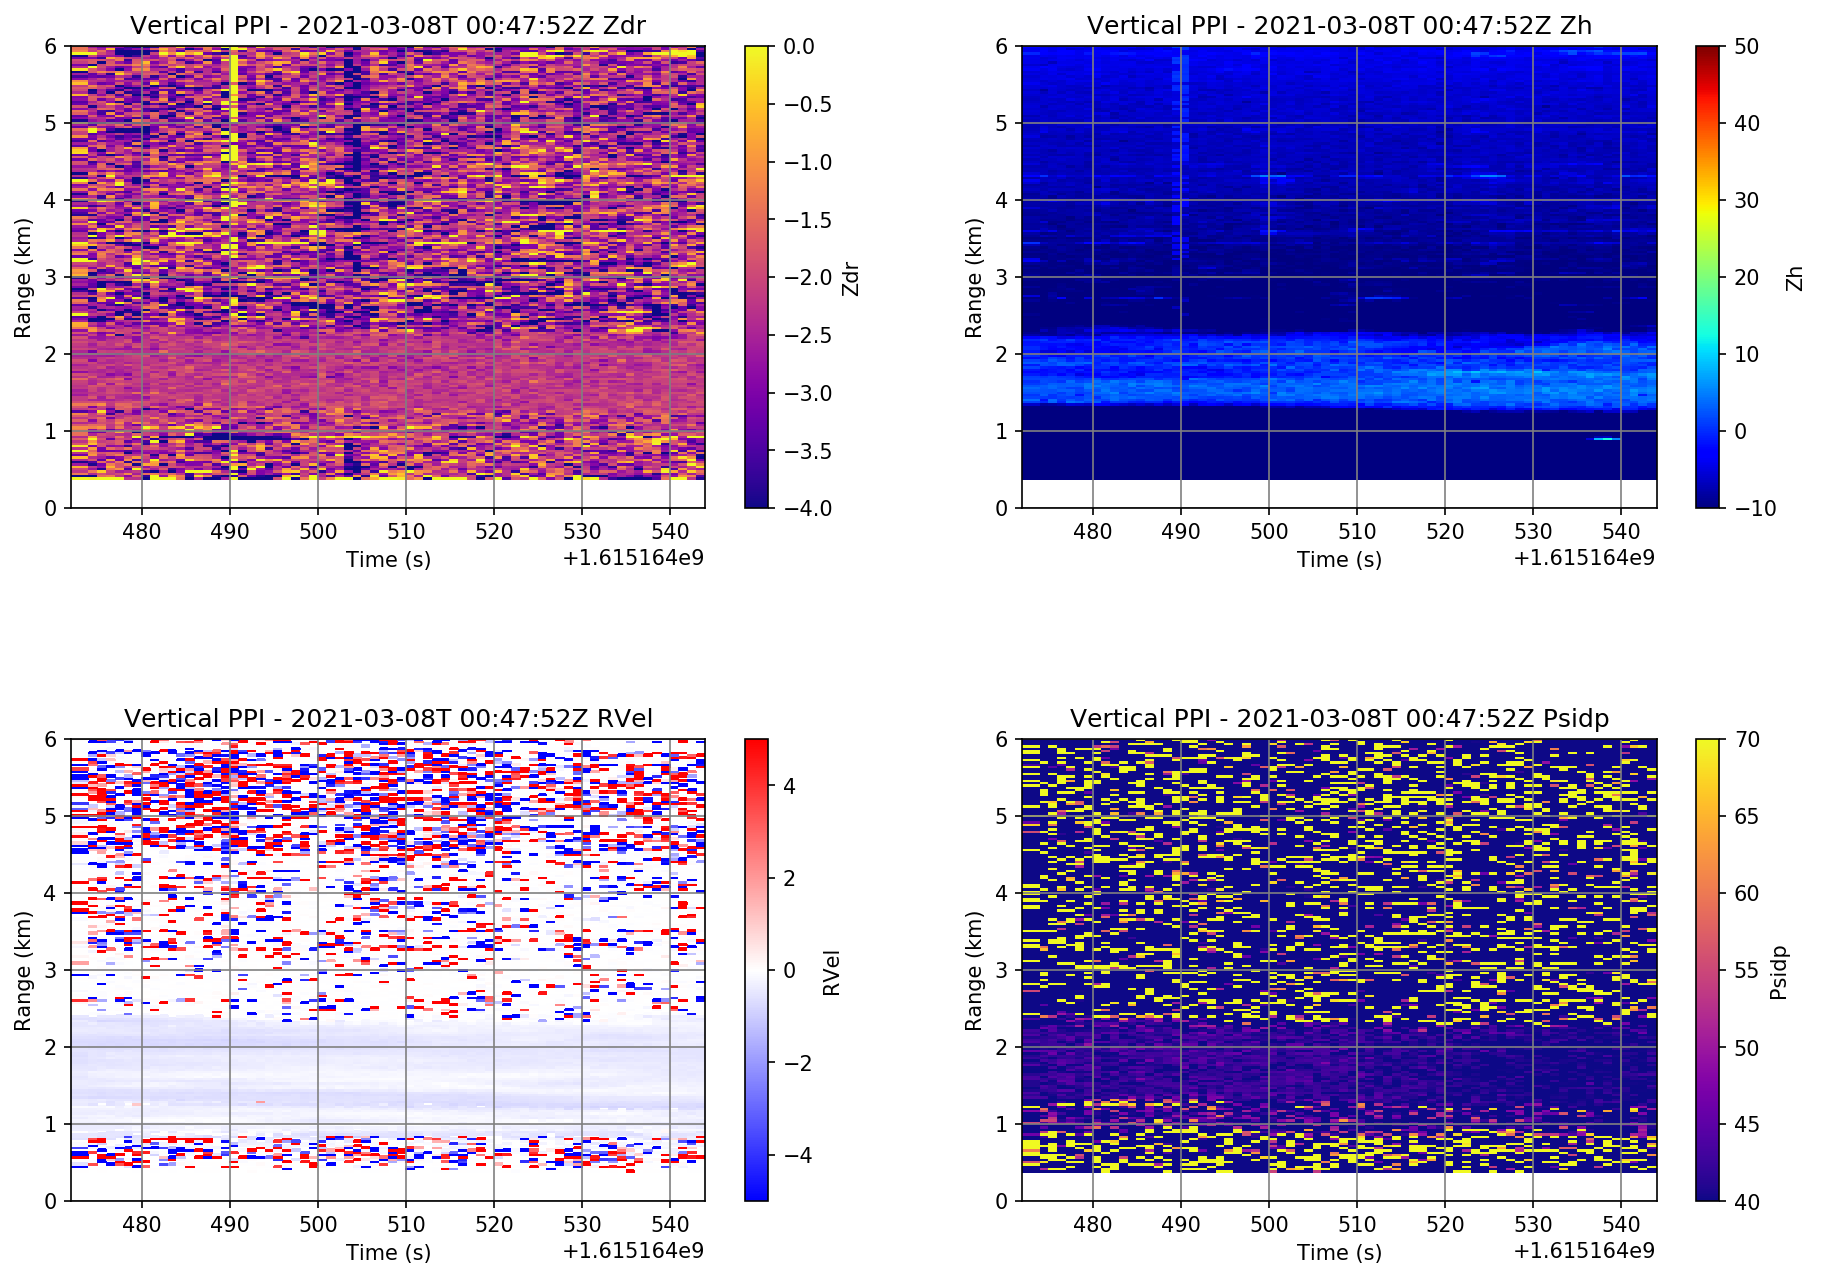 Vertical PPI - 2021-03-08T 00:47:52Z Zdr
6
5
4
3
2
1
0
Range (km)
480 490 500 510 520 530 540
Time (s)
+1.615164e9
0.0
−0.5
−1.0
−1.5
−2.0
−2.5
−3.0
−3.5
−4.0
Zdr
Vertical PPI - 2021-03-08T 00:47:52Z Zh
6
5
4
3
2
1
0
Range (km)
480 490 500 510 520 530 540
Time (s)
+1.615164e9
50
40
30
20
10
0
−10
Zh
Vertical PPI - 2021-03-08T 00:47:52Z RVel
6
5
4
3
2
1
0
Range (km)
480 490 500 510 520 530 540
Time (s)
+1.615164e9
4
2
0
−2
−4
RVel
Vertical PPI - 2021-03-08T 00:47:52Z Psidp
6
5
4
3
2
1
0
Range (km)
480 490 500 510 520 530 540
Time (s)
+1.615164e9
70
65
60
55
50
45
40
Psidp